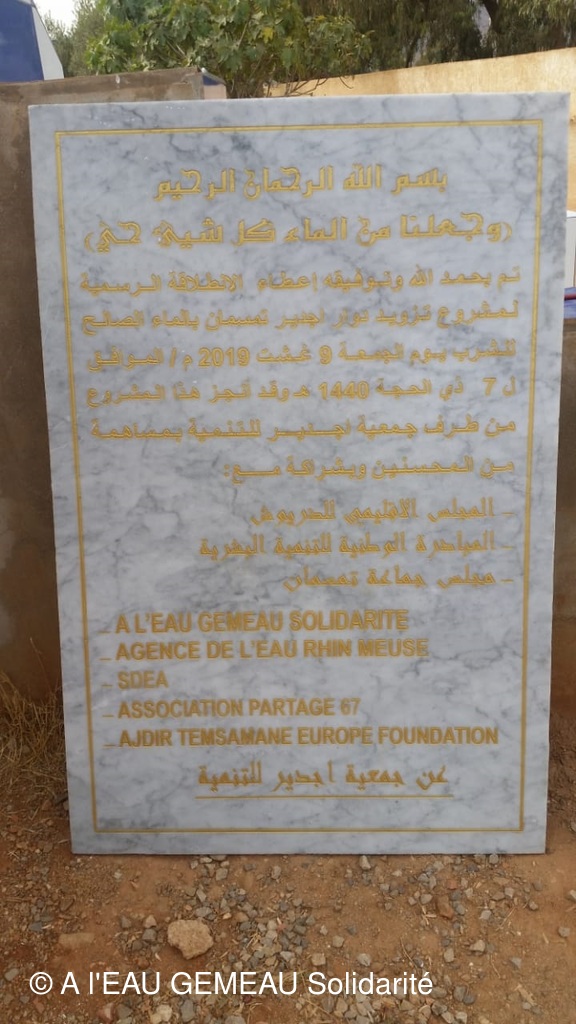 بسم الله الرحمان الرحيم
(وجعلنا من الماء كل شيئ حي)
تم بحمد الله وتوفيقه إعطاء الانطلاقة الرسمية
لمشروع تزويد دوار اجدير تمسمان بالماء الصالح
للشرب يوم الجمعة 9 غشت 2019 م / الموافق
ل 7 ذي الحجة 1440 هـ وقد أنجز هذا المشروع
من طرف جمعية اجديـر للتنمية بمساهمة
من المحسنين وبشراكة مـع:
- المجلس الاقليمي للدريوش
- المبادرة الوطنية للتنمية البشرية
- مجلس جماعة تمسمان
- A L'EAU GEMEAU SOLIDARITE
- AGENCE DE L'EAU RHIN MEUSE
- SDEA
- ASSOCIATION PARTAGE 67
- AJDIR TEMSAMANE EUROPE FOUNDATION
عن جمعية أجدير للتنمية
© A l'EAU GEMEAU Solidarité